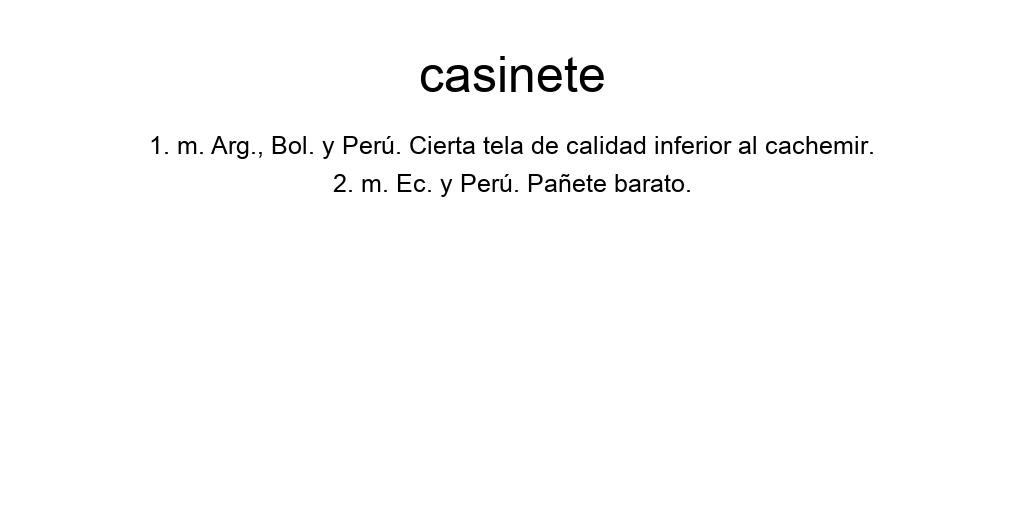 casinete
1. m. Arg., Bol. y Perú. Cierta tela de calidad inferior al cachemir.
2. m. Ec. y Perú. Pañete barato.